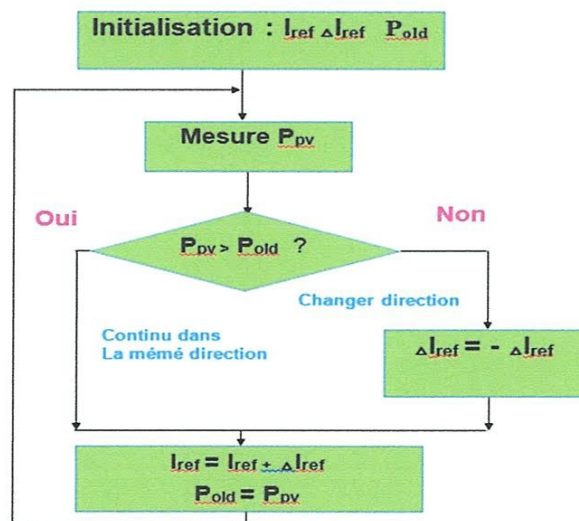 Initialisation : Iref ΔIref Pold
Mesure Ppv
Oui
Non
Ppv > Pold ?
Changer direction
Continu dans
La mémé direction
ΔIref = - ΔIref
Iref = Iref + ΔIref
Pold = Ppv